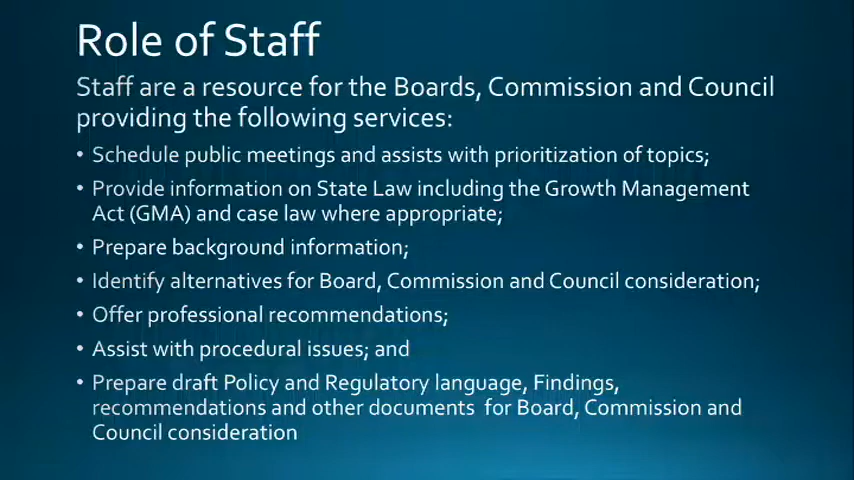 Role of Staff
Staff are a resource for the Boards, Commission and Council
providing the following services:
• Schedule public meetings and assists with prioritization of topics;
• Provide information on State Law including the Growth Management
Act (GMA) and case law where appropriate;
• Prepare background information;
• Identify alternatives for Board, Commission and Council consideration;
• Offer professional recommendations;
• Assist with procedural issues; and
• Prepare draft Policy and Regulatory language, Findings,
recommendations and other documents for Board, Commission and
Council consideration